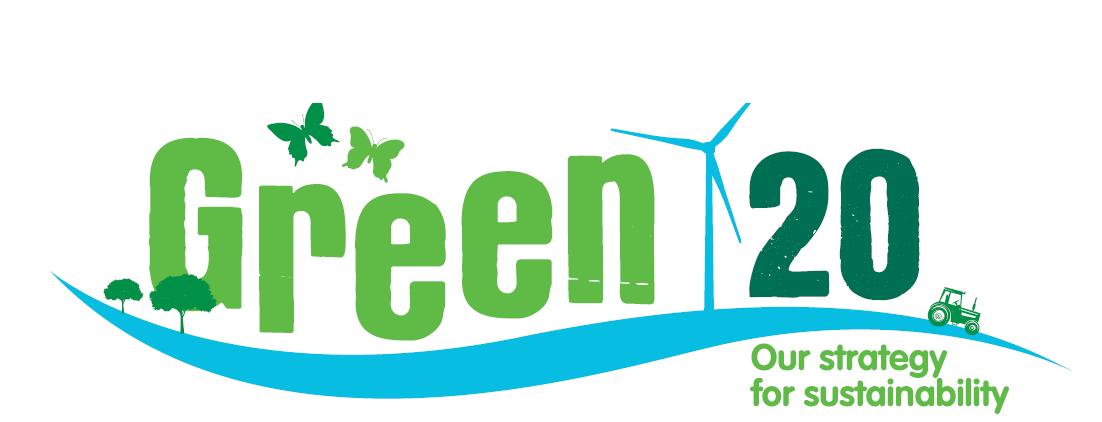 Green 20
Our strategy
for sustainability